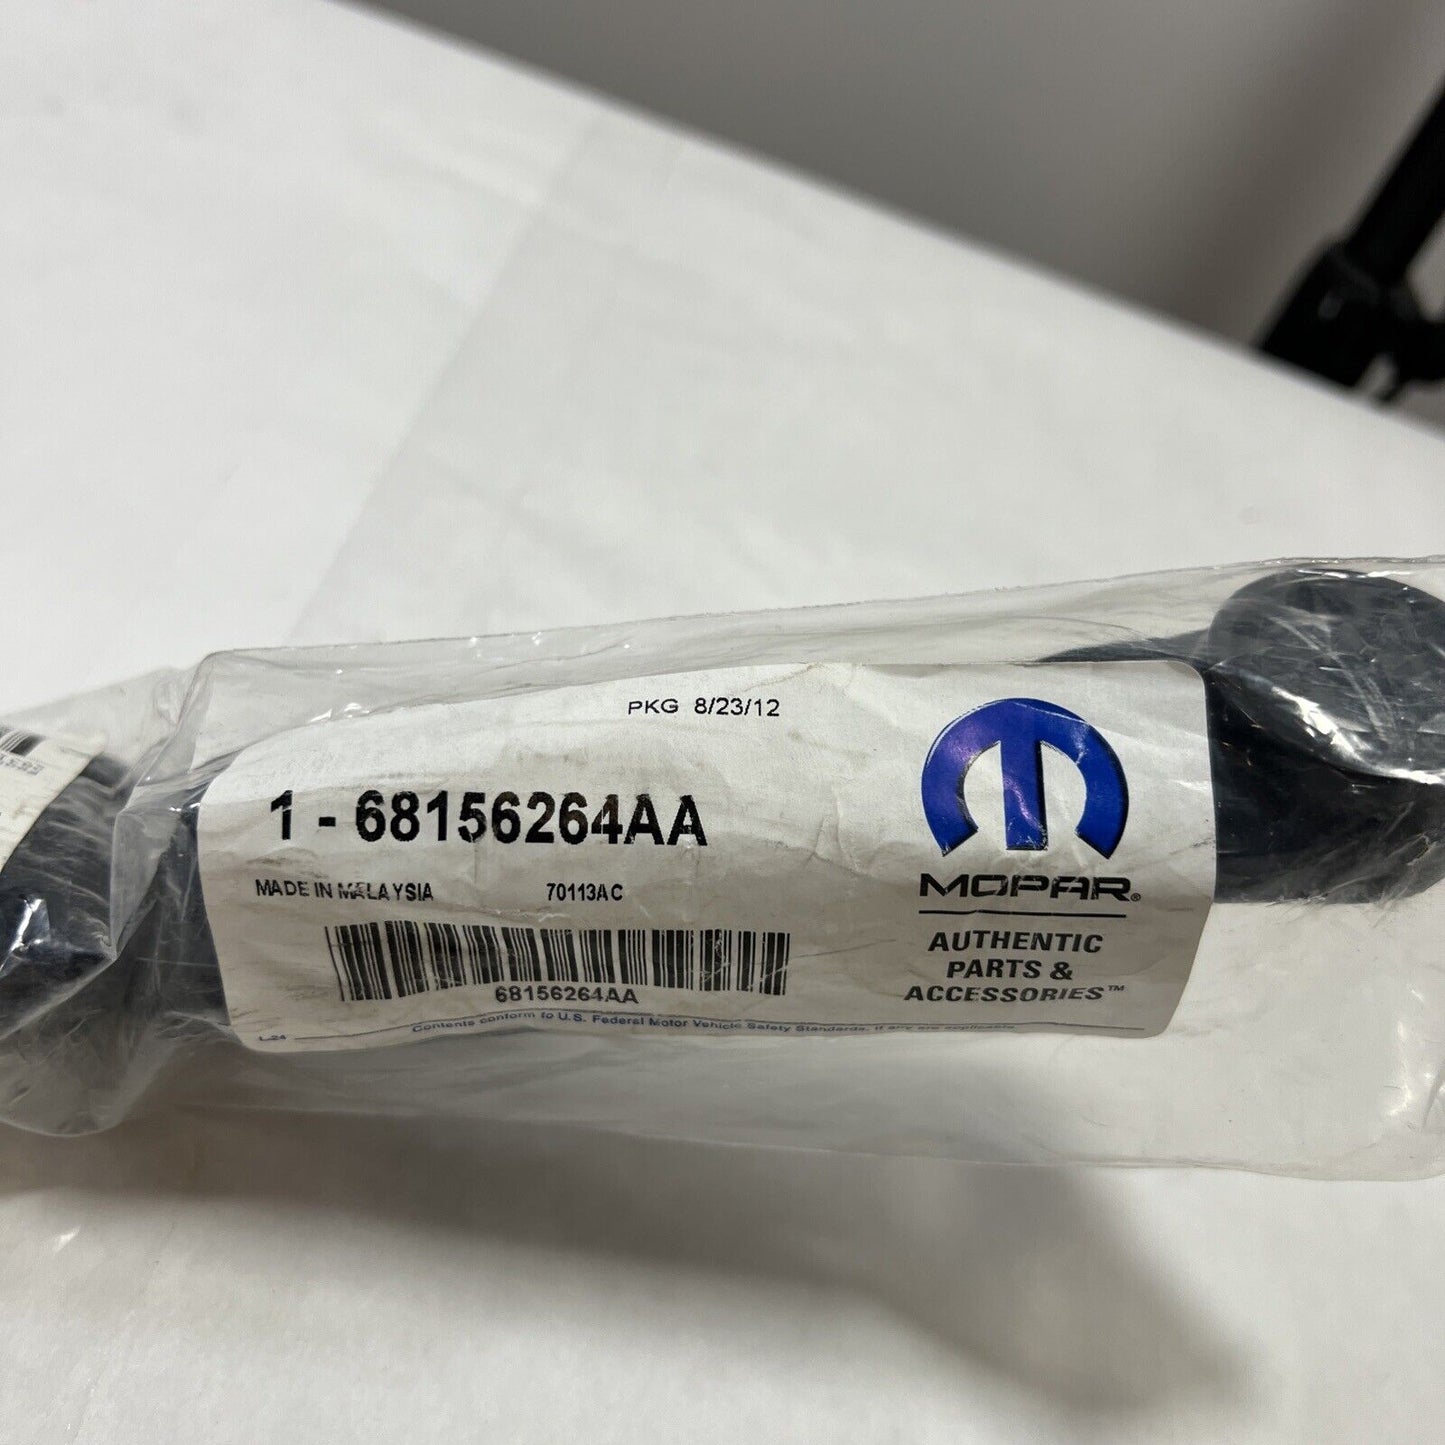 PKG 8/23/12
1 - 68156264AA
MADE IN MALAYSIA 70113AC
68156264AA
MOPAR®
AUTHENTIC
PARTS &
ACCESSORIES™
L-24
Contents conform to U.S. Federal Motor Vehicle Safety Standards, if any are applicable